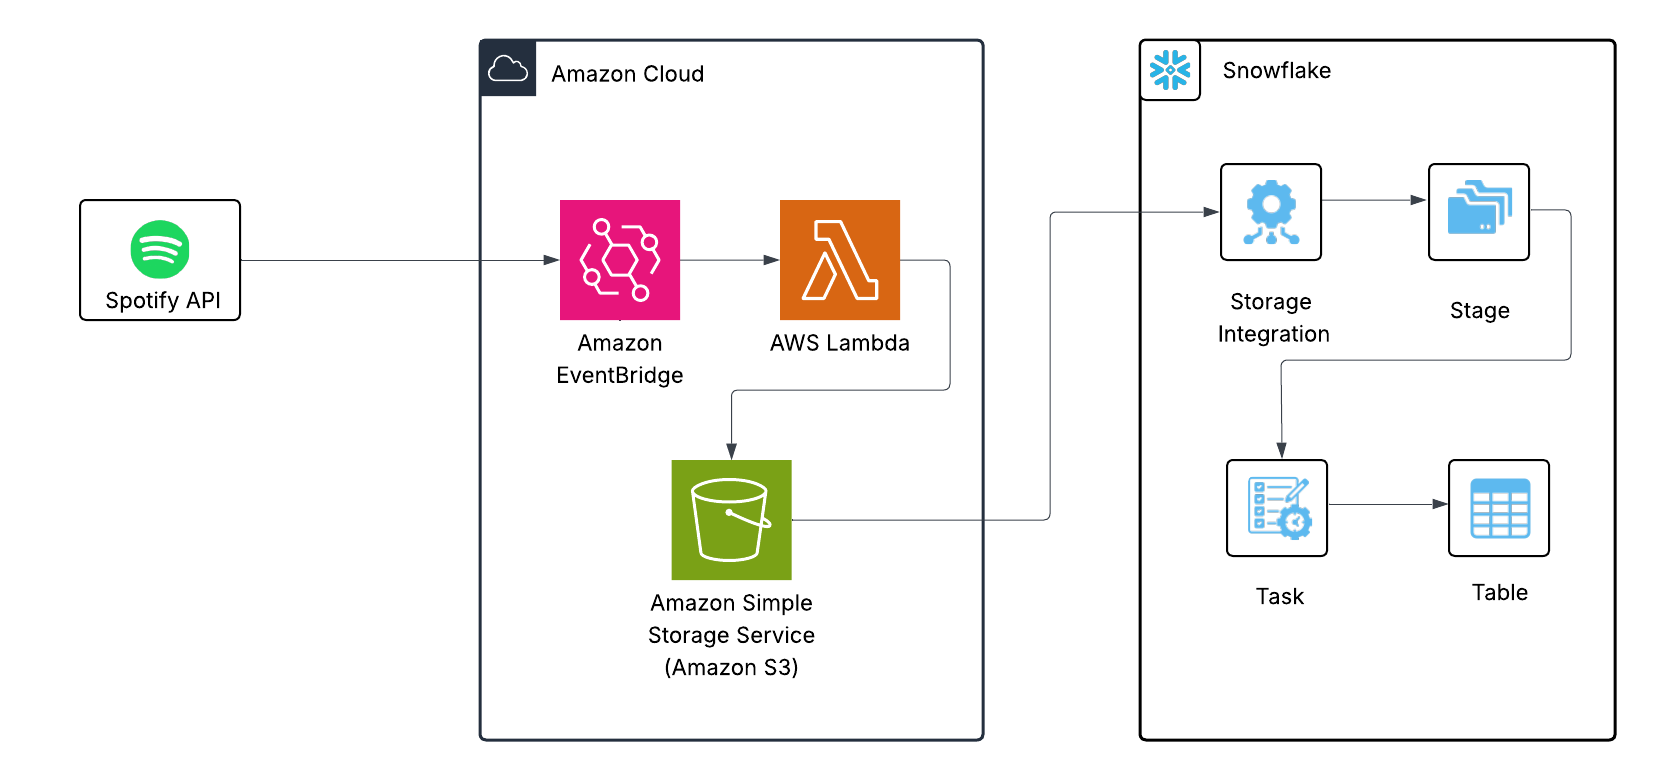 Amazon Cloud
Snowflake
Spotify API
Amazon
EventBridge
AWS Lambda
Amazon Simple
Storage Service
(Amazon S3)
Storage
Integration
Stage
Task
Table